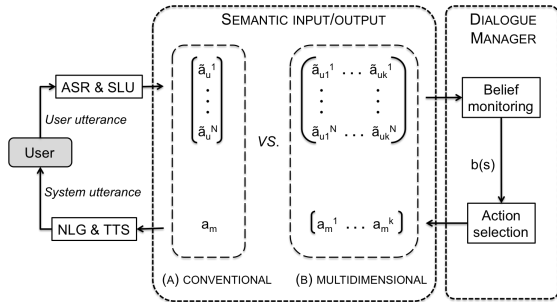 SEMANTIC INPUT/OUTPUT
DIALOGUE
MANAGER
ASR & SLU
User utterance
User
System utterance
NLG & TTS
ã_u^1
⋮
ã_u^N
a_m
(A) CONVENTIONAL
VS.
ã_u1^1 . . . ã_uk^1
⋮ ⋮
ã_u1^N . . . ã_uk^N
[a_m^1 . . . a_m^k]
(B) MULTIDIMENSIONAL
Belief
monitoring
b(s)
Action
selection